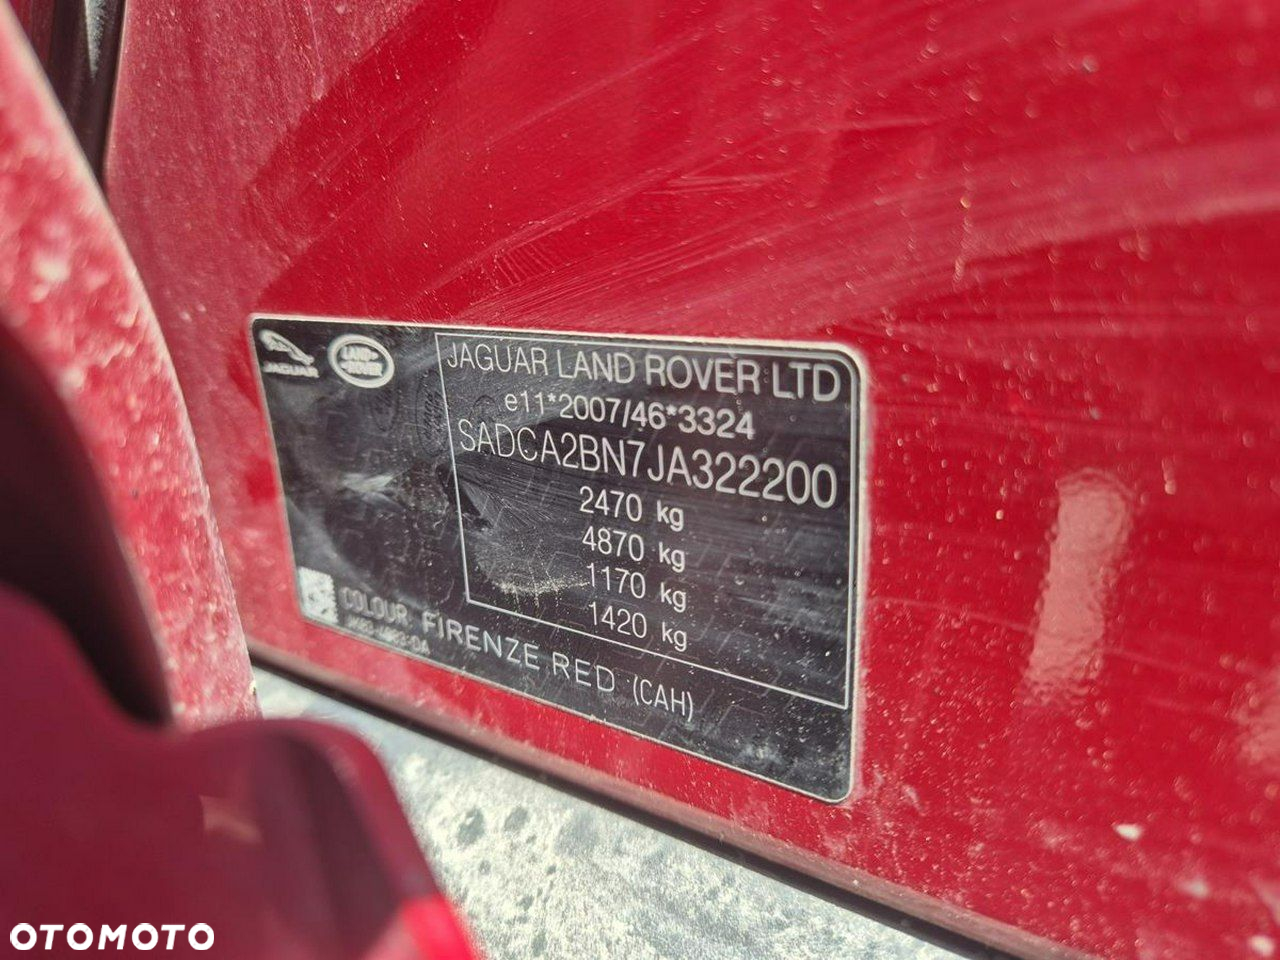 JAGUAR
LAND
ROVER
JAGUAR LAND ROVER LTD
e11*2007/46*3324
SADCA2BN7JA322200
2470 kg
4870 kg
1170 kg
1420 kg
COLOUR FIRENZE RED (CAH)
OTOMOTO